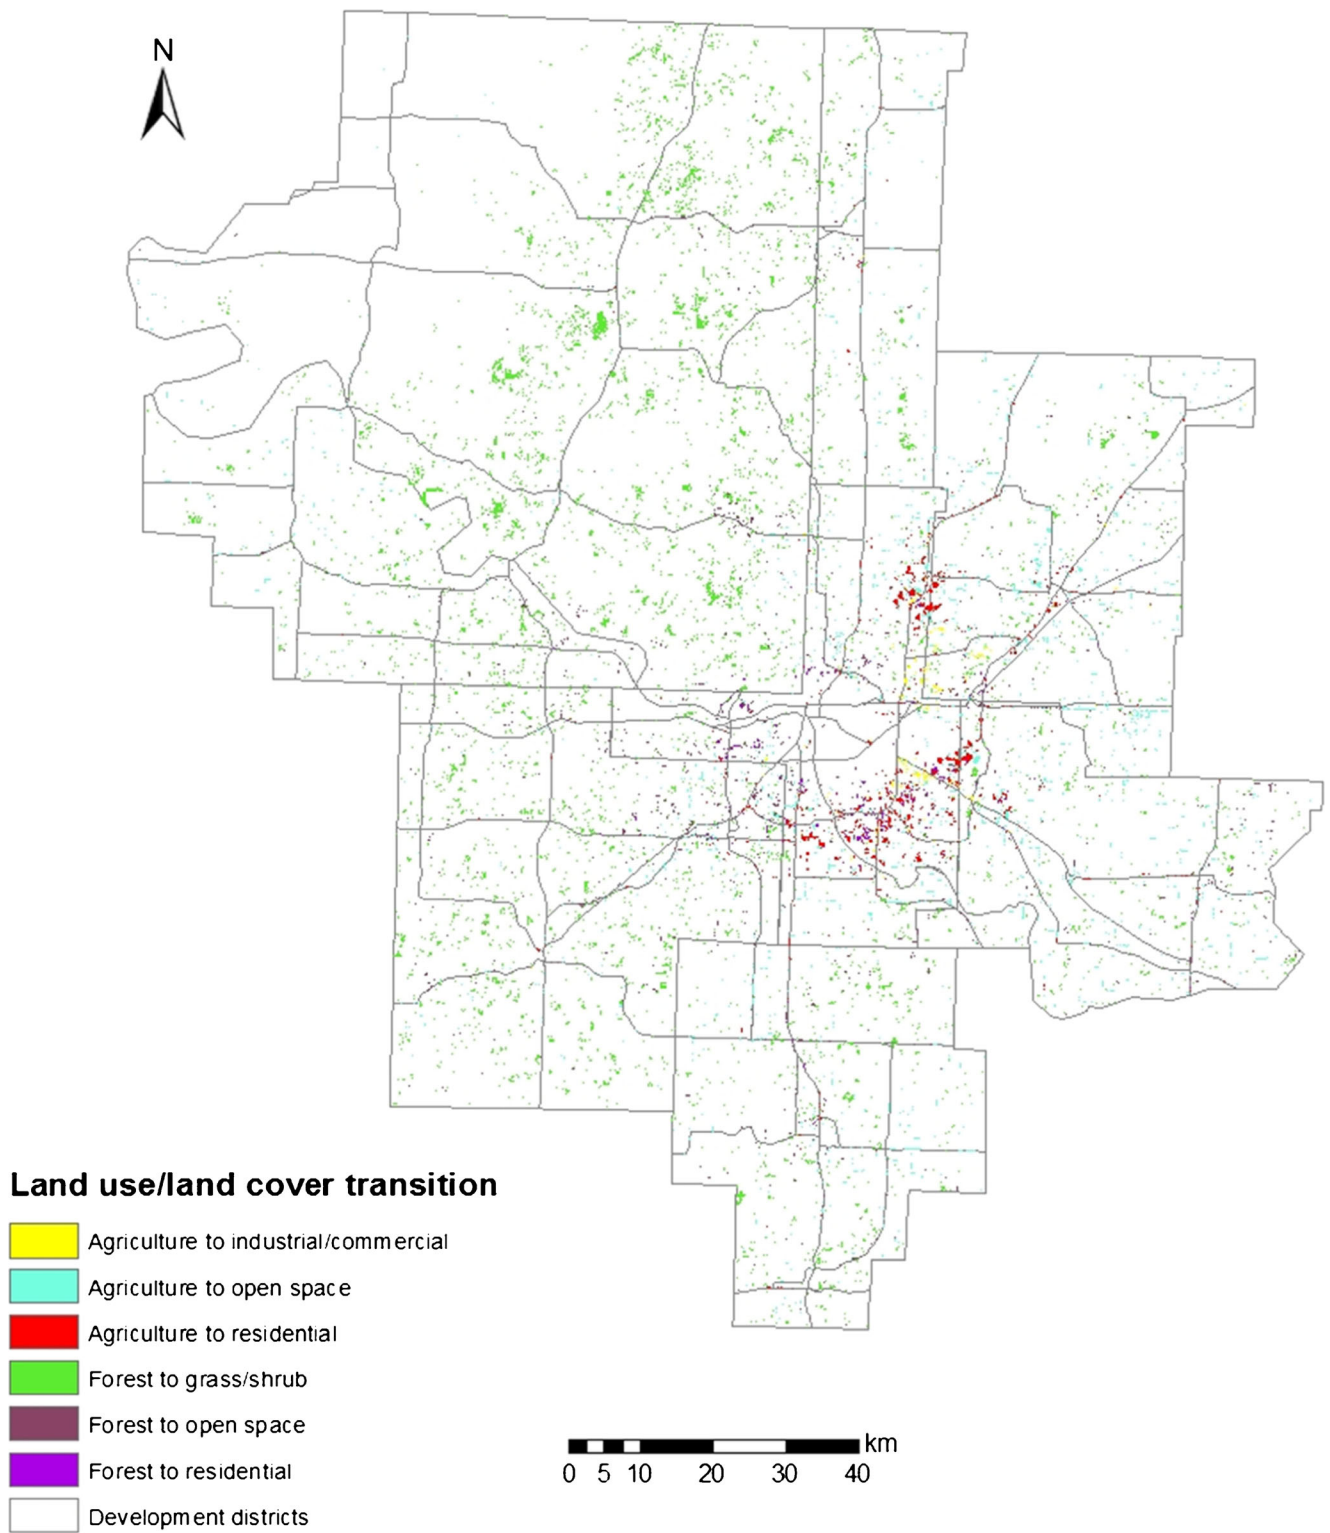 N
Land use/land cover transition
Agriculture to industrial/commercial
Agriculture to open space
Agriculture to residential
Forest to grass/shrub
Forest to open space
Forest to residential
Development districts
km
0 5 10 20 30 40